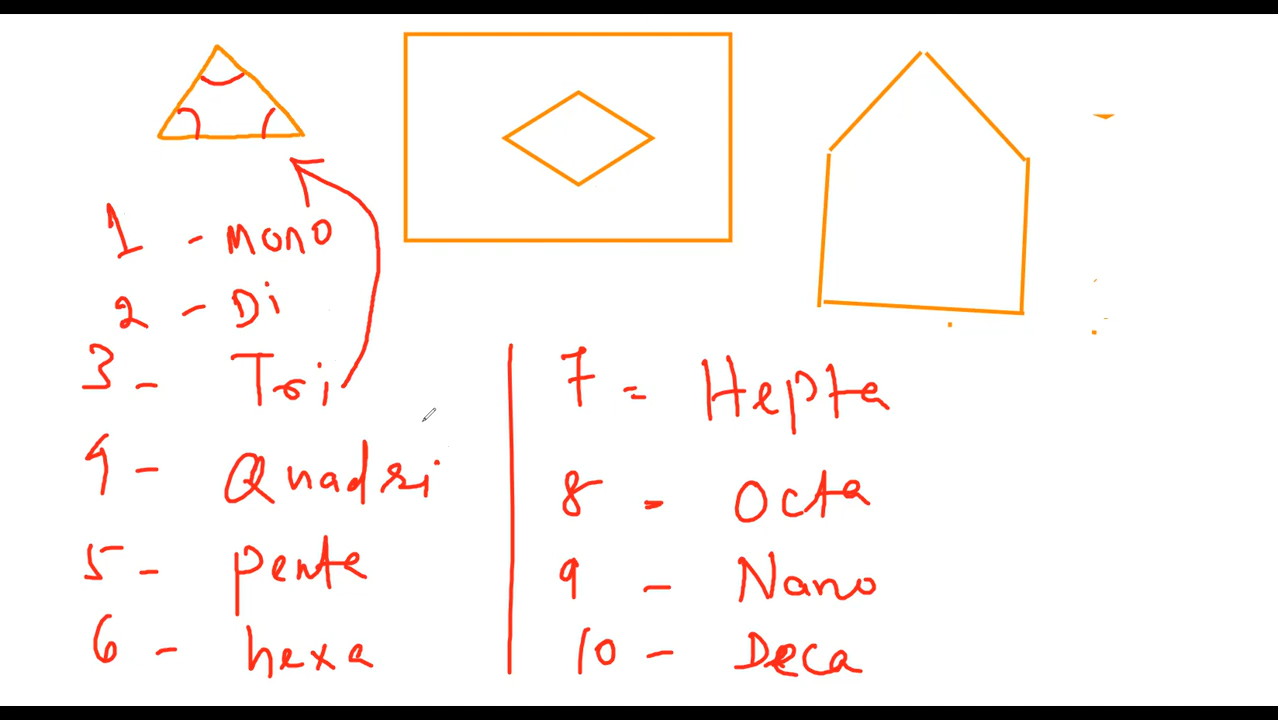 1 - Mono
2 - Di
3 - Tri
4 - Quadri
5 - penta
6 - hexa
7 = Hepta
8 - Octa
9 - Nano
10 - Deca